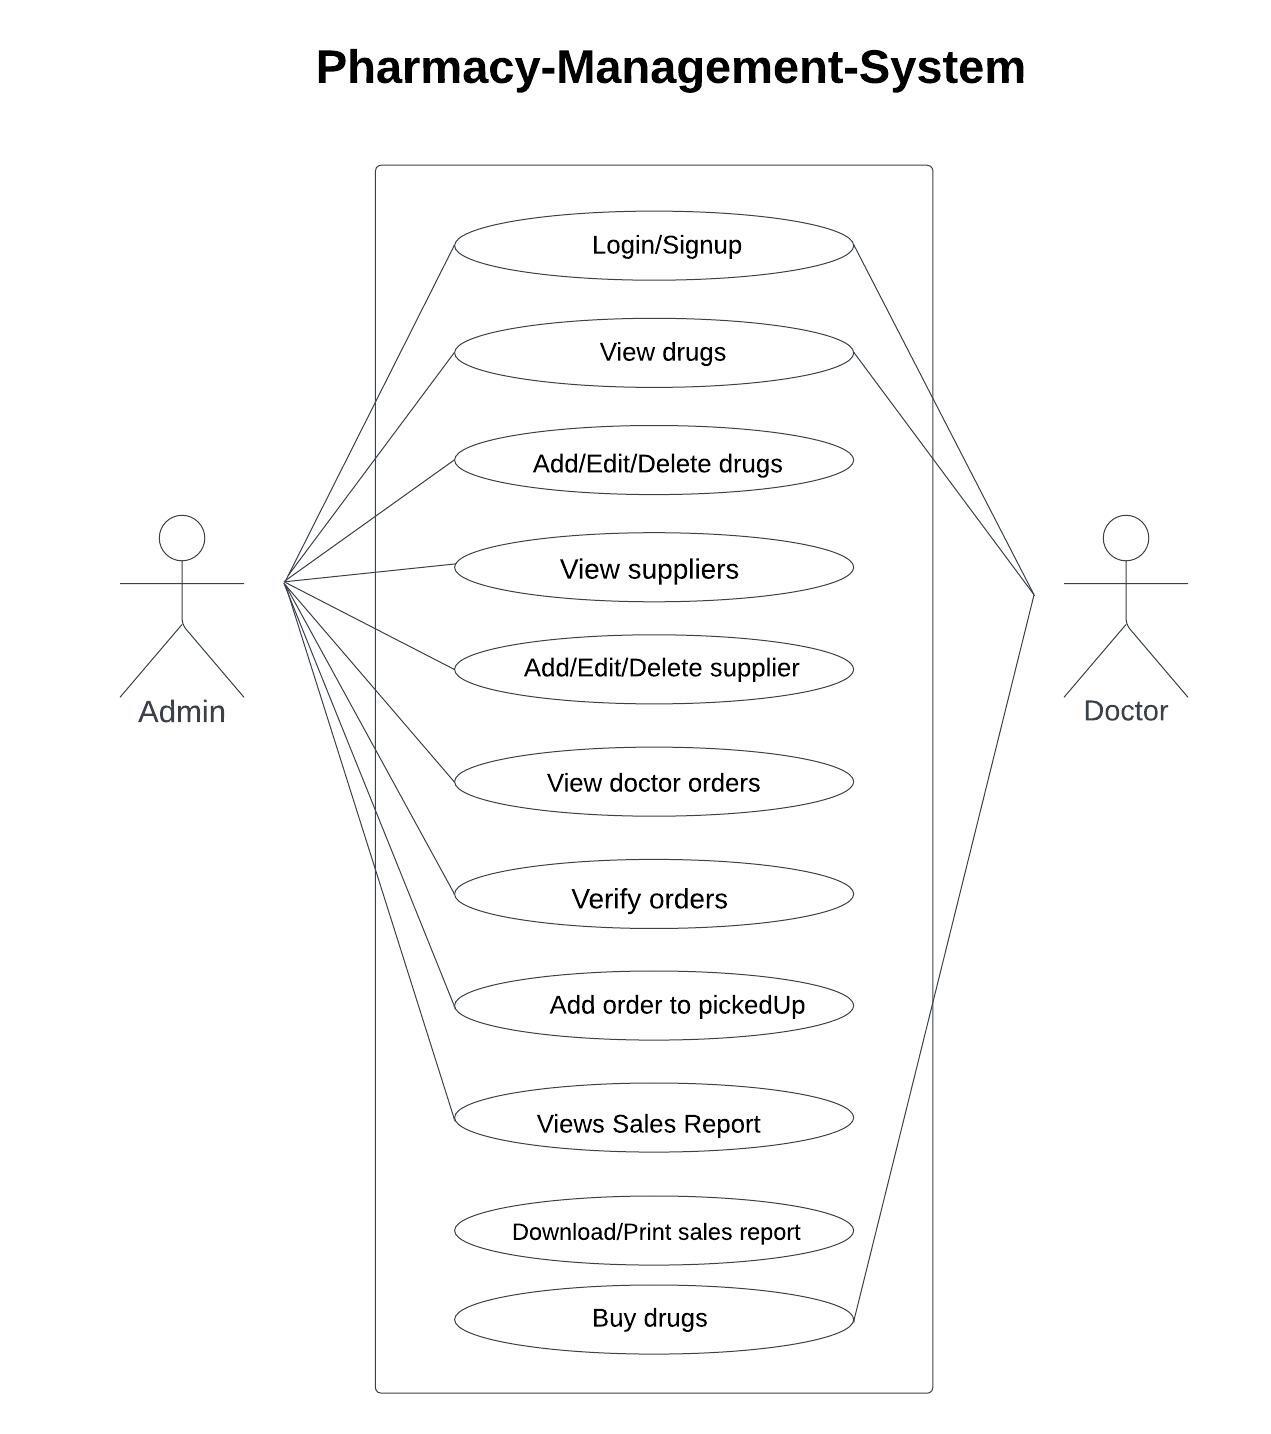 Pharmacy-Management-System
Login/Signup
View drugs
Add/Edit/Delete drugs
View suppliers
Add/Edit/Delete supplier
Admin
Doctor
View doctor orders
Verify orders
Add order to pickedUp
Views Sales Report
Download/Print sales report
Buy drugs